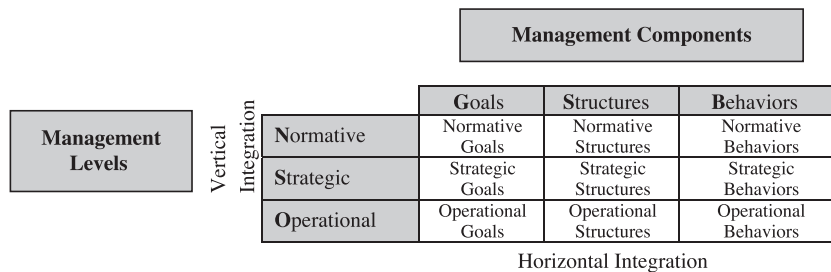 Management Components
Goals Structures Behaviors
Management
Levels
Vertical
Integration
Normative
Normative
Goals
Normative
Structures
Normative
Behaviors
Strategic
Strategic
Goals
Strategic
Structures
Strategic
Behaviors
Operational
Operational
Goals
Operational
Structures
Operational
Behaviors
Horizontal Integration